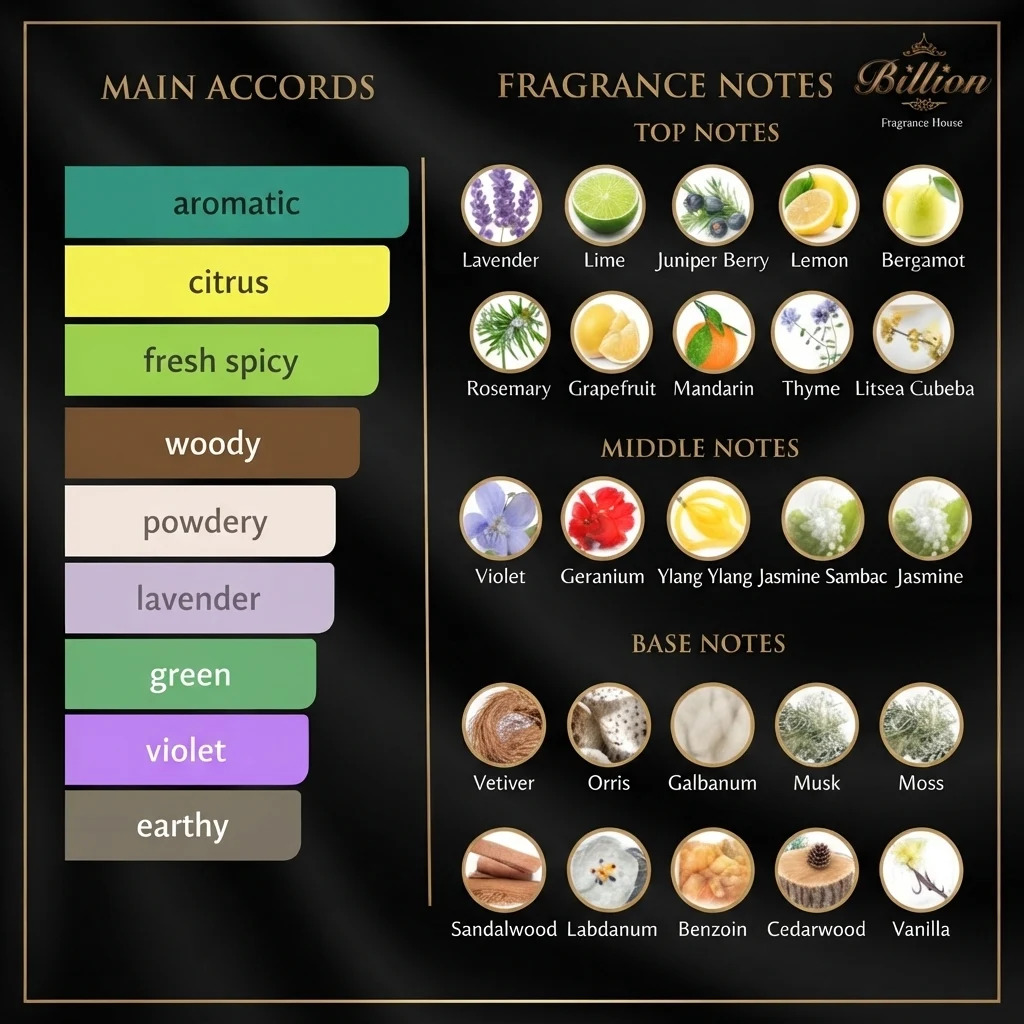 MAIN ACCORDS
aromatic
citrus
fresh spicy
woody
powdery
lavender
green
violet
earthy
FRAGRANCE NOTES
Billion
Fragrance House
TOP NOTES
Lavender Lime Juniper Berry Lemon Bergamot
Rosemary Grapefruit Mandarin Thyme Litsea Cubeba
MIDDLE NOTES
Violet Geranium Ylang Ylang Jasmine Sambac Jasmine
BASE NOTES
Vetiver Orris Galbanum Musk Moss
Sandalwood Labdanum Benzoin Cedarwood Vanilla